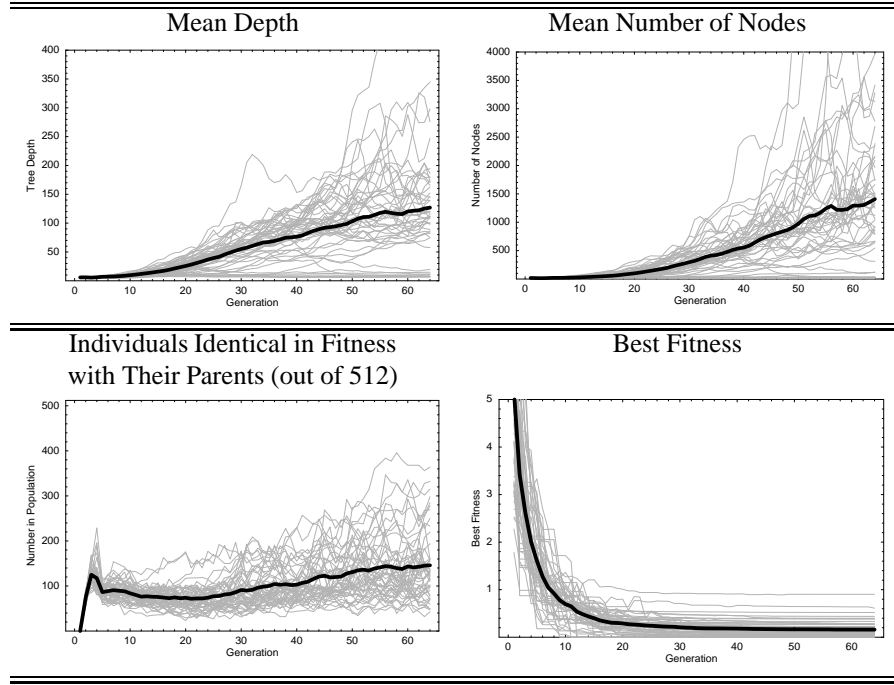 Mean Depth
Mean Number of Nodes
400
350
300
250
200
150
100
50
Tree Depth
0 10 20 30 40 50 60
Generation
4000
3500
3000
2500
2000
1500
1000
500
Number of Nodes
0 10 20 30 40 50 60
Generation
Individuals Identical in Fitness
with Their Parents (out of 512)
Best Fitness
500
400
300
200
100
Number in Population
0 10 20 30 40 50 60
Generation
5
4
3
2
1
Best Fitness
0 10 20 30 40 50 60
Generation